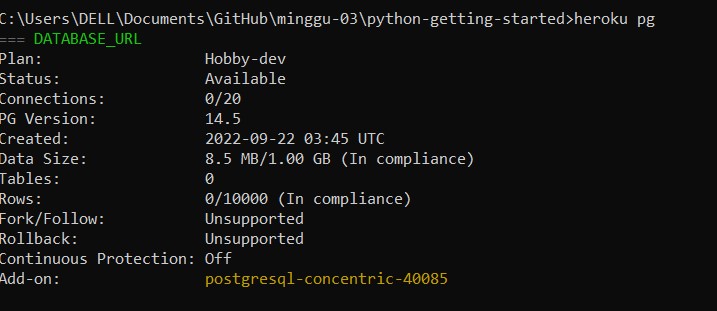 C:\Users\DELL\Documents\GitHub\minggu-03\python-getting-started>heroku pg
=== DATABASE_URL
Plan: Hobby-dev
Status: Available
Connections: 0/20
PG Version: 14.5
Created: 2022-09-22 03:45 UTC
Data Size: 8.5 MB/1.00 GB (In compliance)
Tables: 0
Rows: 0/10000 (In compliance)
Fork/Follow: Unsupported
Rollback: Unsupported
Continuous Protection: Off
Add-on: postgresql-concentric-40085